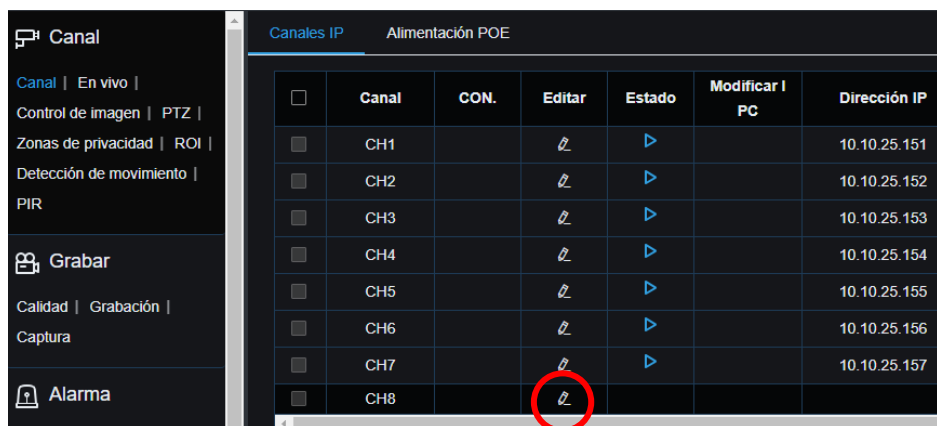 Canal
Canal | En vivo |
Control de imagen | PTZ |
Zonas de privacidad | ROI |
Detección de movimiento |
PIR
Grabar
Calidad | Grabación |
Captura
Alarma
Canales IP Alimentación POE
Canal CON. Editar Estado Modificar I PC Dirección IP
CH1 10.10.25.151
CH2 10.10.25.152
CH3 10.10.25.153
CH4 10.10.25.154
CH5 10.10.25.155
CH6 10.10.25.156
CH7 10.10.25.157
CH8